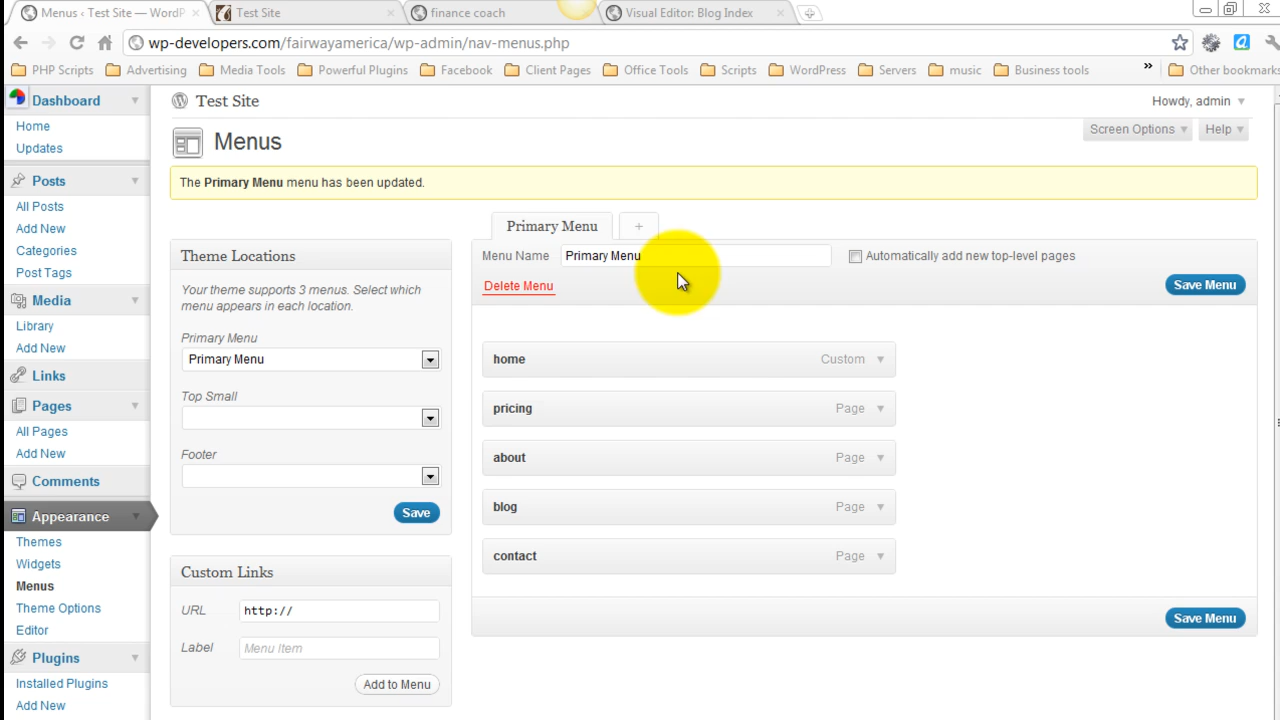 Menus ‹ Test Site — WordP
Test Site
finance coach
Visual Editor: Blog Index
wp-developers.com/fairwayamerica/wp-admin/nav-menus.php
PHP Scripts
Advertising
Media Tools
Powerful Plugins
Facebook
Client Pages
Office Tools
Scripts
WordPress
Servers
music
Business tools
»
Other bookmarks
Dashboard
Home
Updates
Posts
All Posts
Add New
Categories
Post Tags
Media
Library
Add New
Links
Pages
All Pages
Add New
Comments
Appearance
Themes
Widgets
Menus
Theme Options
Editor
Plugins
Installed Plugins
Add New
Test Site
Howdy, admin
Screen Options
Help
Menus
The Primary Menu menu has been updated.
Theme Locations
Your theme supports 3 menus. Select which
menu appears in each location.
Primary Menu
Primary Menu
Top Small
Footer
Save
Custom Links
URL http://
Label Menu Item
Add to Menu
Primary Menu +
Menu Name Primary Menu
Automatically add new top-level pages
Delete Menu
Save Menu
home Custom
pricing Page
about Page
blog Page
contact Page
Save Menu